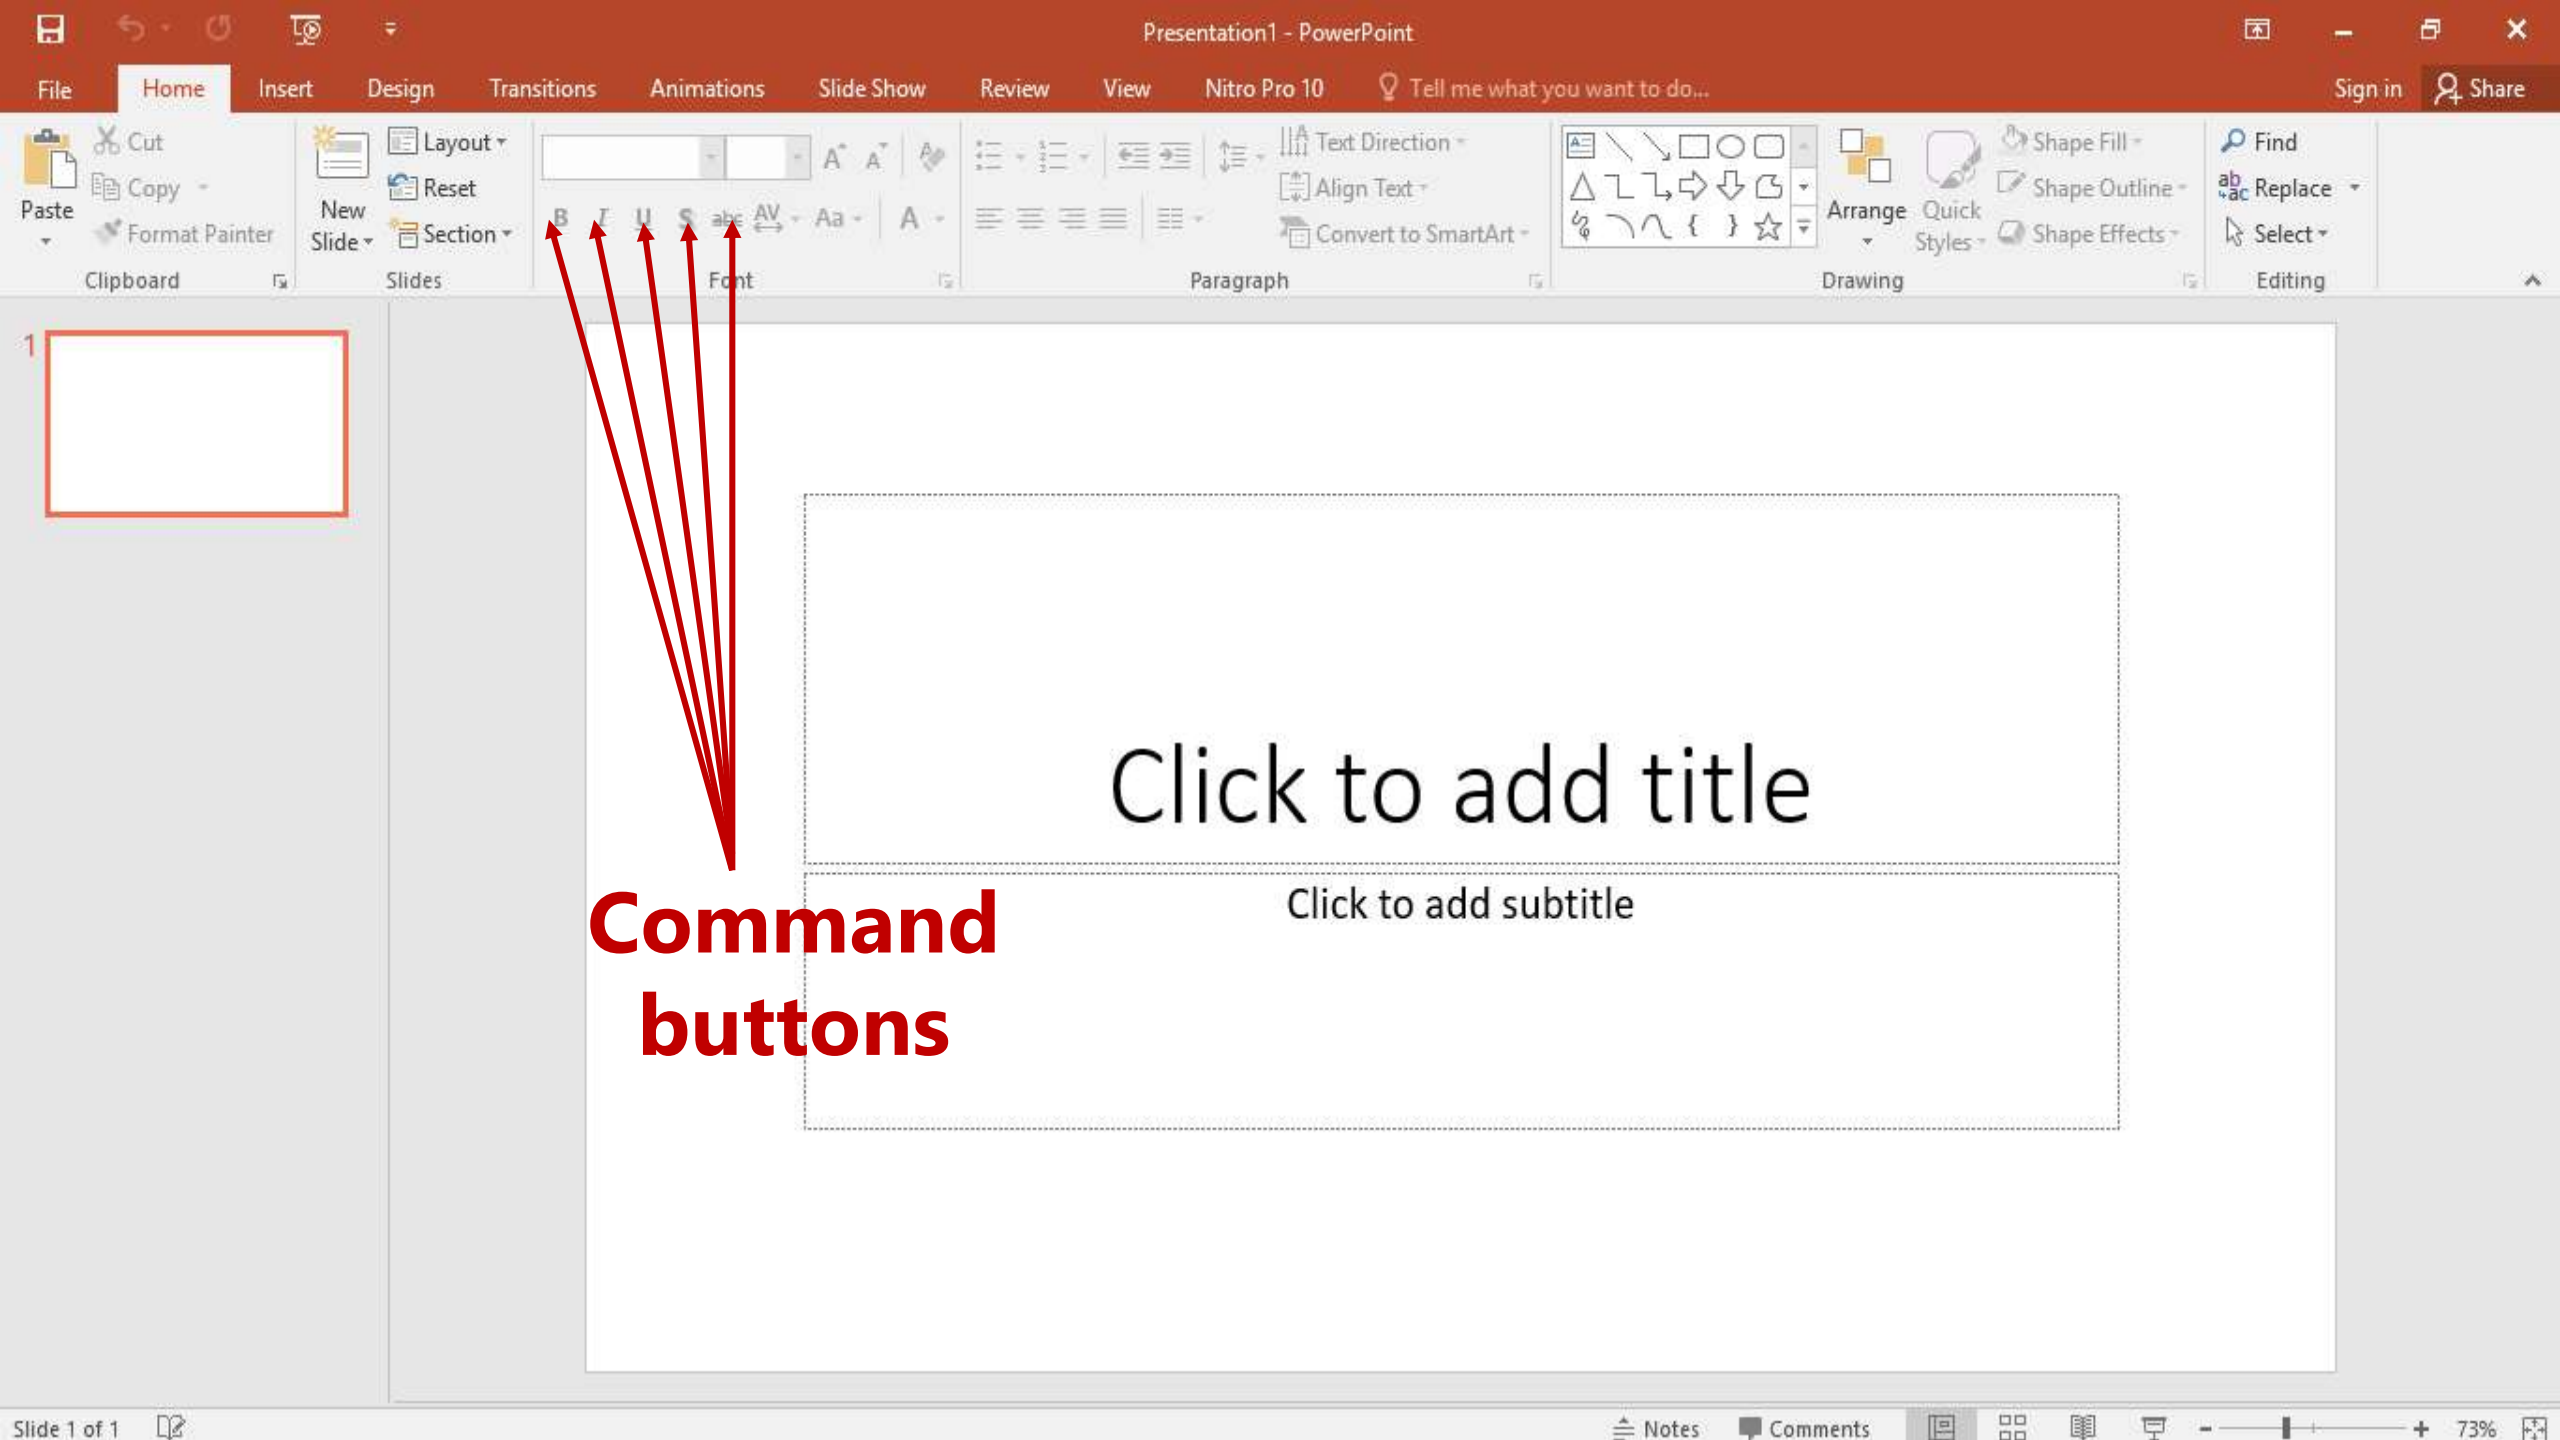 Presentation1 - PowerPoint
File Home Insert Design Transitions Animations Slide Show Review View Nitro Pro 10 Tell me what you want to do... Sign in Share
Paste
Cut
Copy
Format Painter
Clipboard
New
Slide
Layout
Reset
Section
Slides
B I U S abc AV Aa A
Font
Text Direction
Align Text
Convert to SmartArt
Paragraph
Arrange
Quick
Styles
Shape Fill
Shape Outline
Shape Effects
Drawing
Find
Replace
Select
Editing
1
Click to add title
Click to add subtitle
Command
buttons
Slide 1 of 1 Notes Comments 73%